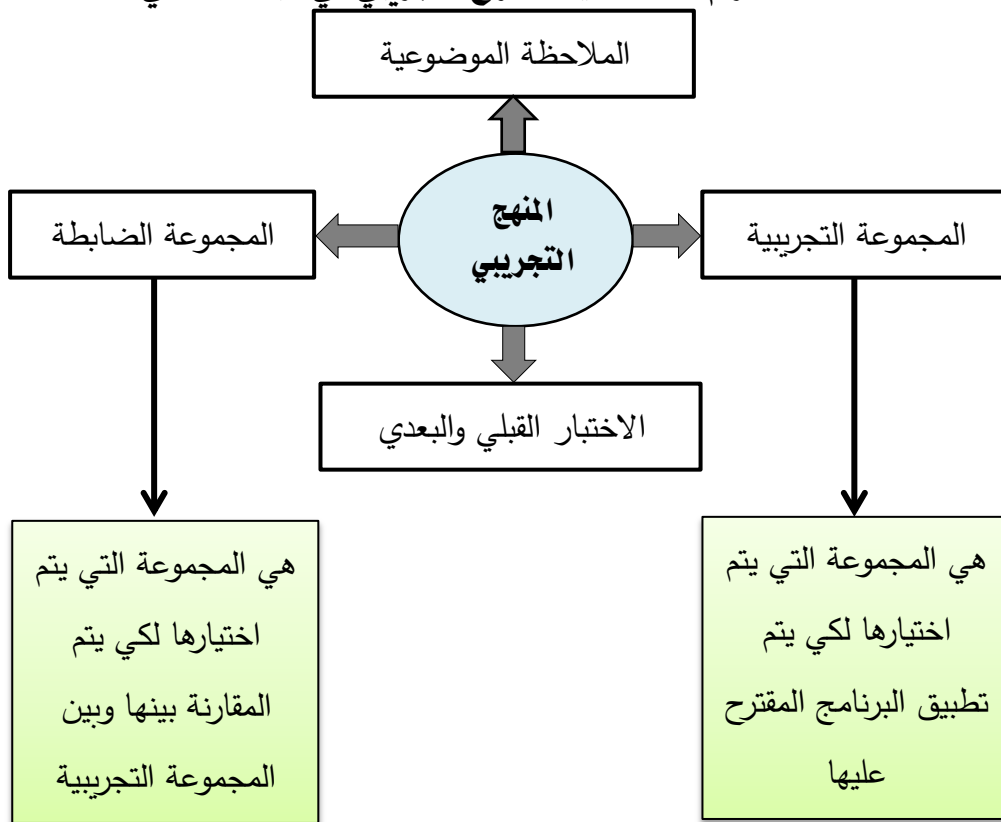 الملاحظة الموضوعية
المنهج
التجريبي
المجموعة التجريبية
المجموعة الضابطة
الاختبار القبلي والبعدي
هي المجموعة التي يتم
اختيارها لكي يتم
تطبيق البرنامج المقترح
عليها
هي المجموعة التي يتم
اختيارها لكي يتم
المقارنة بينها وبين
المجموعة التجريبية